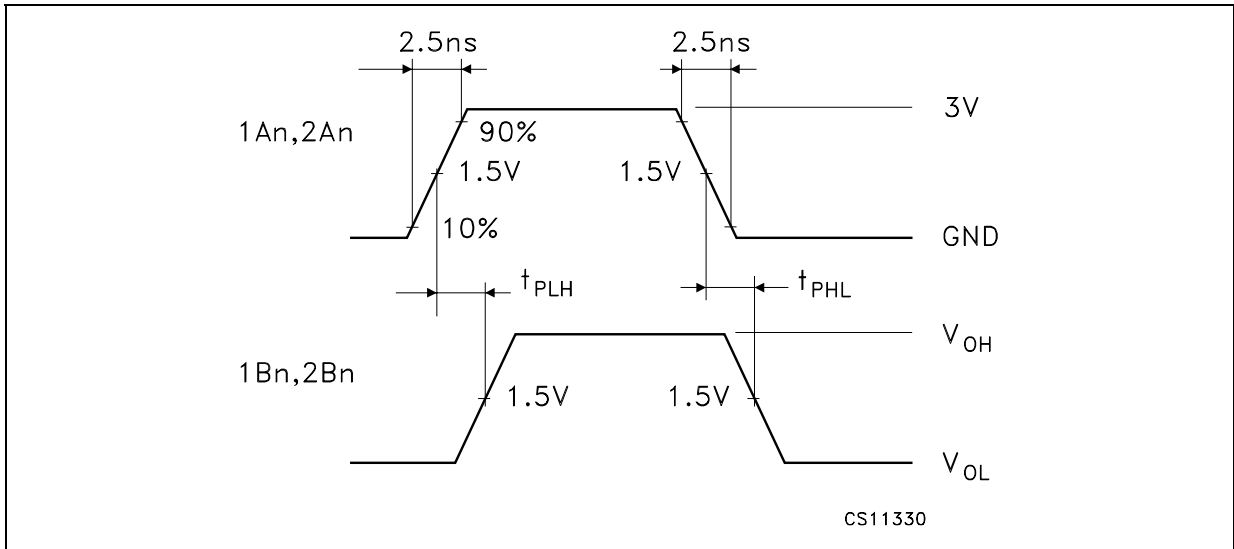 2.5ns 2.5ns
3V
1An,2An 90%
1.5V 1.5V
10% GND
tPLH tPHL
VOH
1Bn,2Bn 1.5V 1.5V
VOL
CS11330